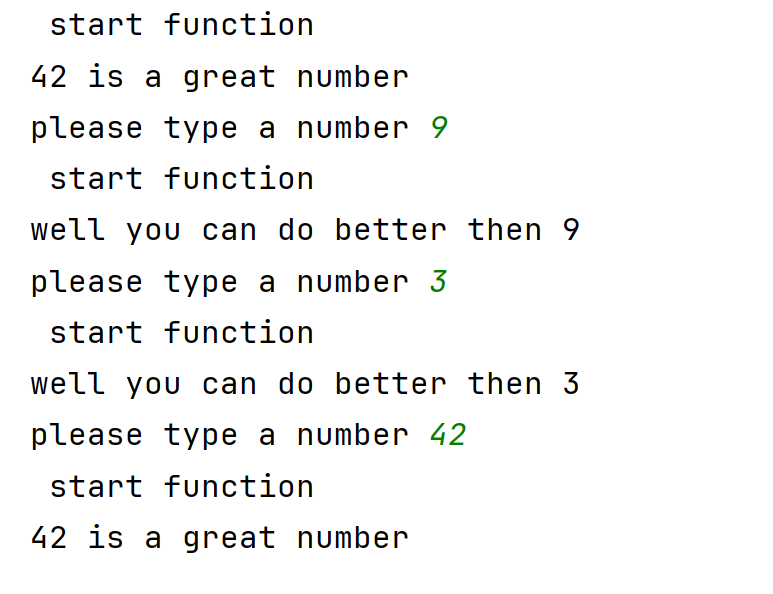 start function
42 is a great number
please type a number 9
start function
well you can do better then 9
please type a number 3
start function
well you can do better then 3
please type a number 42
start function
42 is a great number